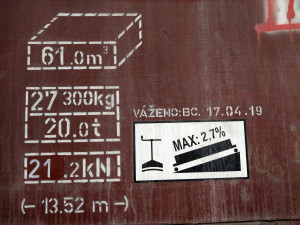 61.0m³
27 300kg
20.0t
21.2kN
(- 13.52 m -)
VÁŽENO:BC. 17.04.19
MAX: 2,7%